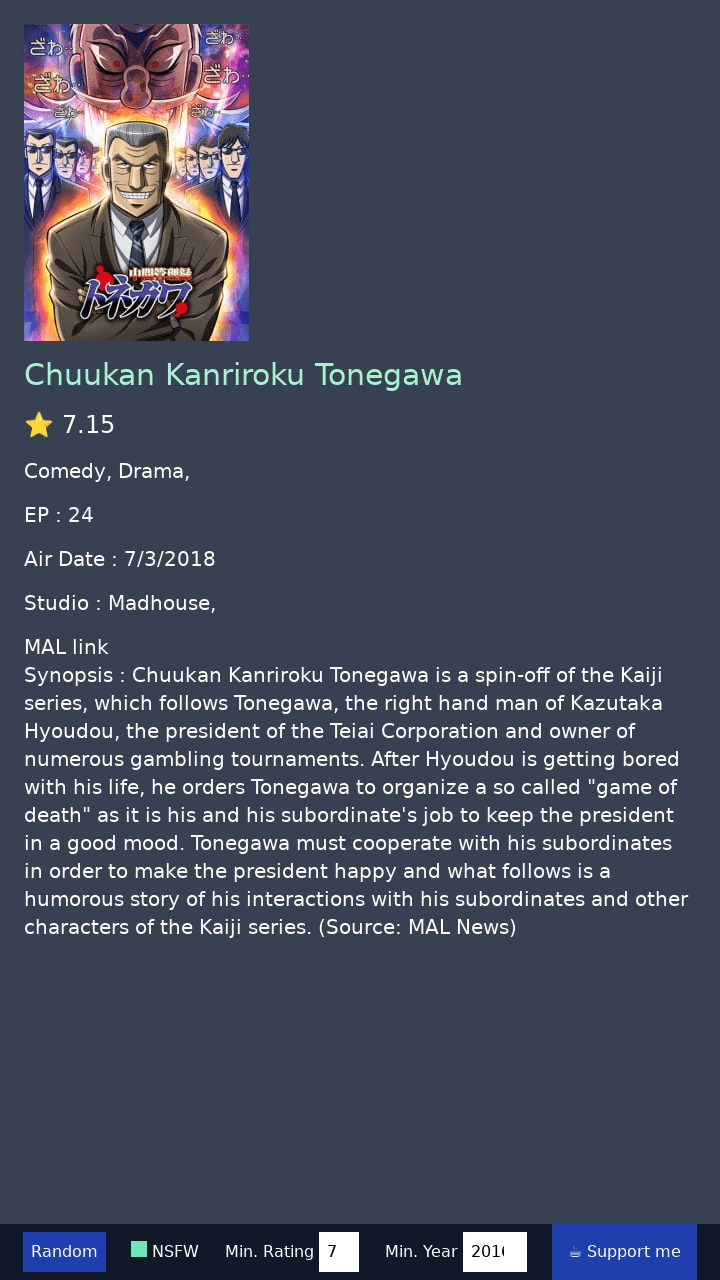 ざわ‥
ざわ‥
ざわ‥
ざわ‥
ざわ‥
ざわ‥
中間管理録
トネガワ
Chuukan Kanriroku Tonegawa
⭐ 7.15
Comedy, Drama,
EP : 24
Air Date : 7/3/2018
Studio : Madhouse,
MAL link
Synopsis : Chuukan Kanriroku Tonegawa is a spin-off of the Kaiji
series, which follows Tonegawa, the right hand man of Kazutaka
Hyoudou, the president of the Teiai Corporation and owner of
numerous gambling tournaments. After Hyoudou is getting bored
with his life, he orders Tonegawa to organize a so called "game of
death" as it is his and his subordinate's job to keep the president
in a good mood. Tonegawa must cooperate with his subordinates
in order to make the president happy and what follows is a
humorous story of his interactions with his subordinates and other
characters of the Kaiji series. (Source: MAL News)
Random NSFW Min. Rating 7 Min. Year ☕ Support me